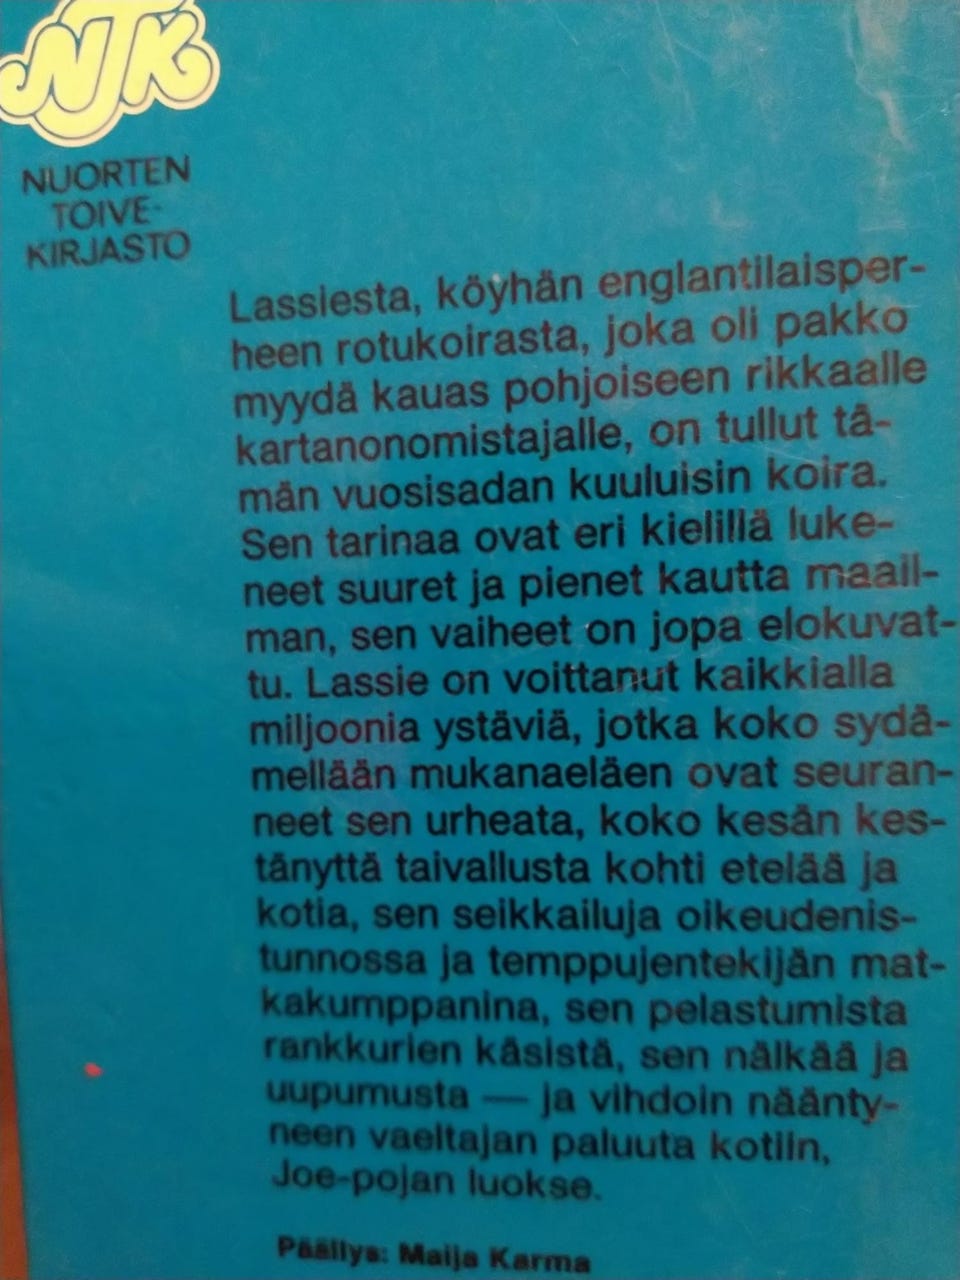 NTK
NUORTEN
TOIVE-
KIRJASTO
Lassiesta, köyhän englantilaisper-
heen rotukoirasta, joka oli pakko
myydä kauas pohjoiseen rikkaalle
kartanonomistajalle, on tullut tä-
män vuosisadan kuuluisin koira.
Sen tarinaa ovat eri kielillä luke-
neet suuret ja pienet kautta maail-
man, sen vaiheet on jopa elokuvat-
tu. Lassie on voittanut kaikkialla
miljoonia ystäviä, jotka koko sydä-
mellään mukanaeläen ovat seuran-
neet sen urheata, koko kesän kes-
tänyttä taivallusta kohti etelää ja
kotia, sen seikkailuja oikeudenis-
tunnossa ja temppujentekijän mat-
kakumppanina, sen pelastumista
rankkurien käsistä, sen nälkää ja
uupumusta — ja vihdoin näänty-
neen vaeltajan paluuta kotiin,
Joe-pojan luokse.
Päällys: Maija Karma